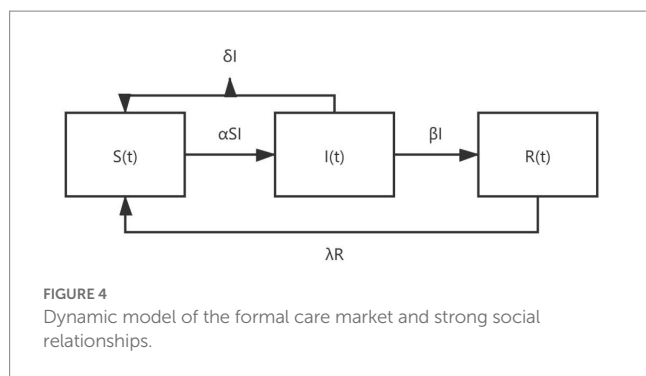 δI
S(t)
αSI
I(t)
βI
R(t)
λR
FIGURE 4
Dynamic model of the formal care market and strong social
relationships.